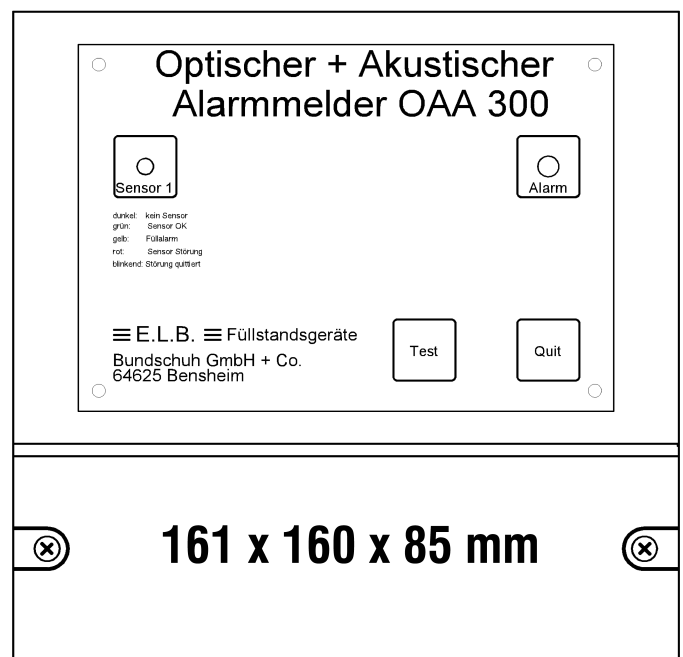 Optischer + Akustischer
Alarmmelder OAA 300
Sensor 1
Alarm
dunkel: kein Sensor
grün: Sensor OK
gelb: Füllalarm
rot: Sensor Störung
blinkend: Störung quittiert
E.L.B. Füllstandsgeräte
Bundschuh GmbH + Co.
64625 Bensheim
Test
Quit
161 x 160 x 85 mm